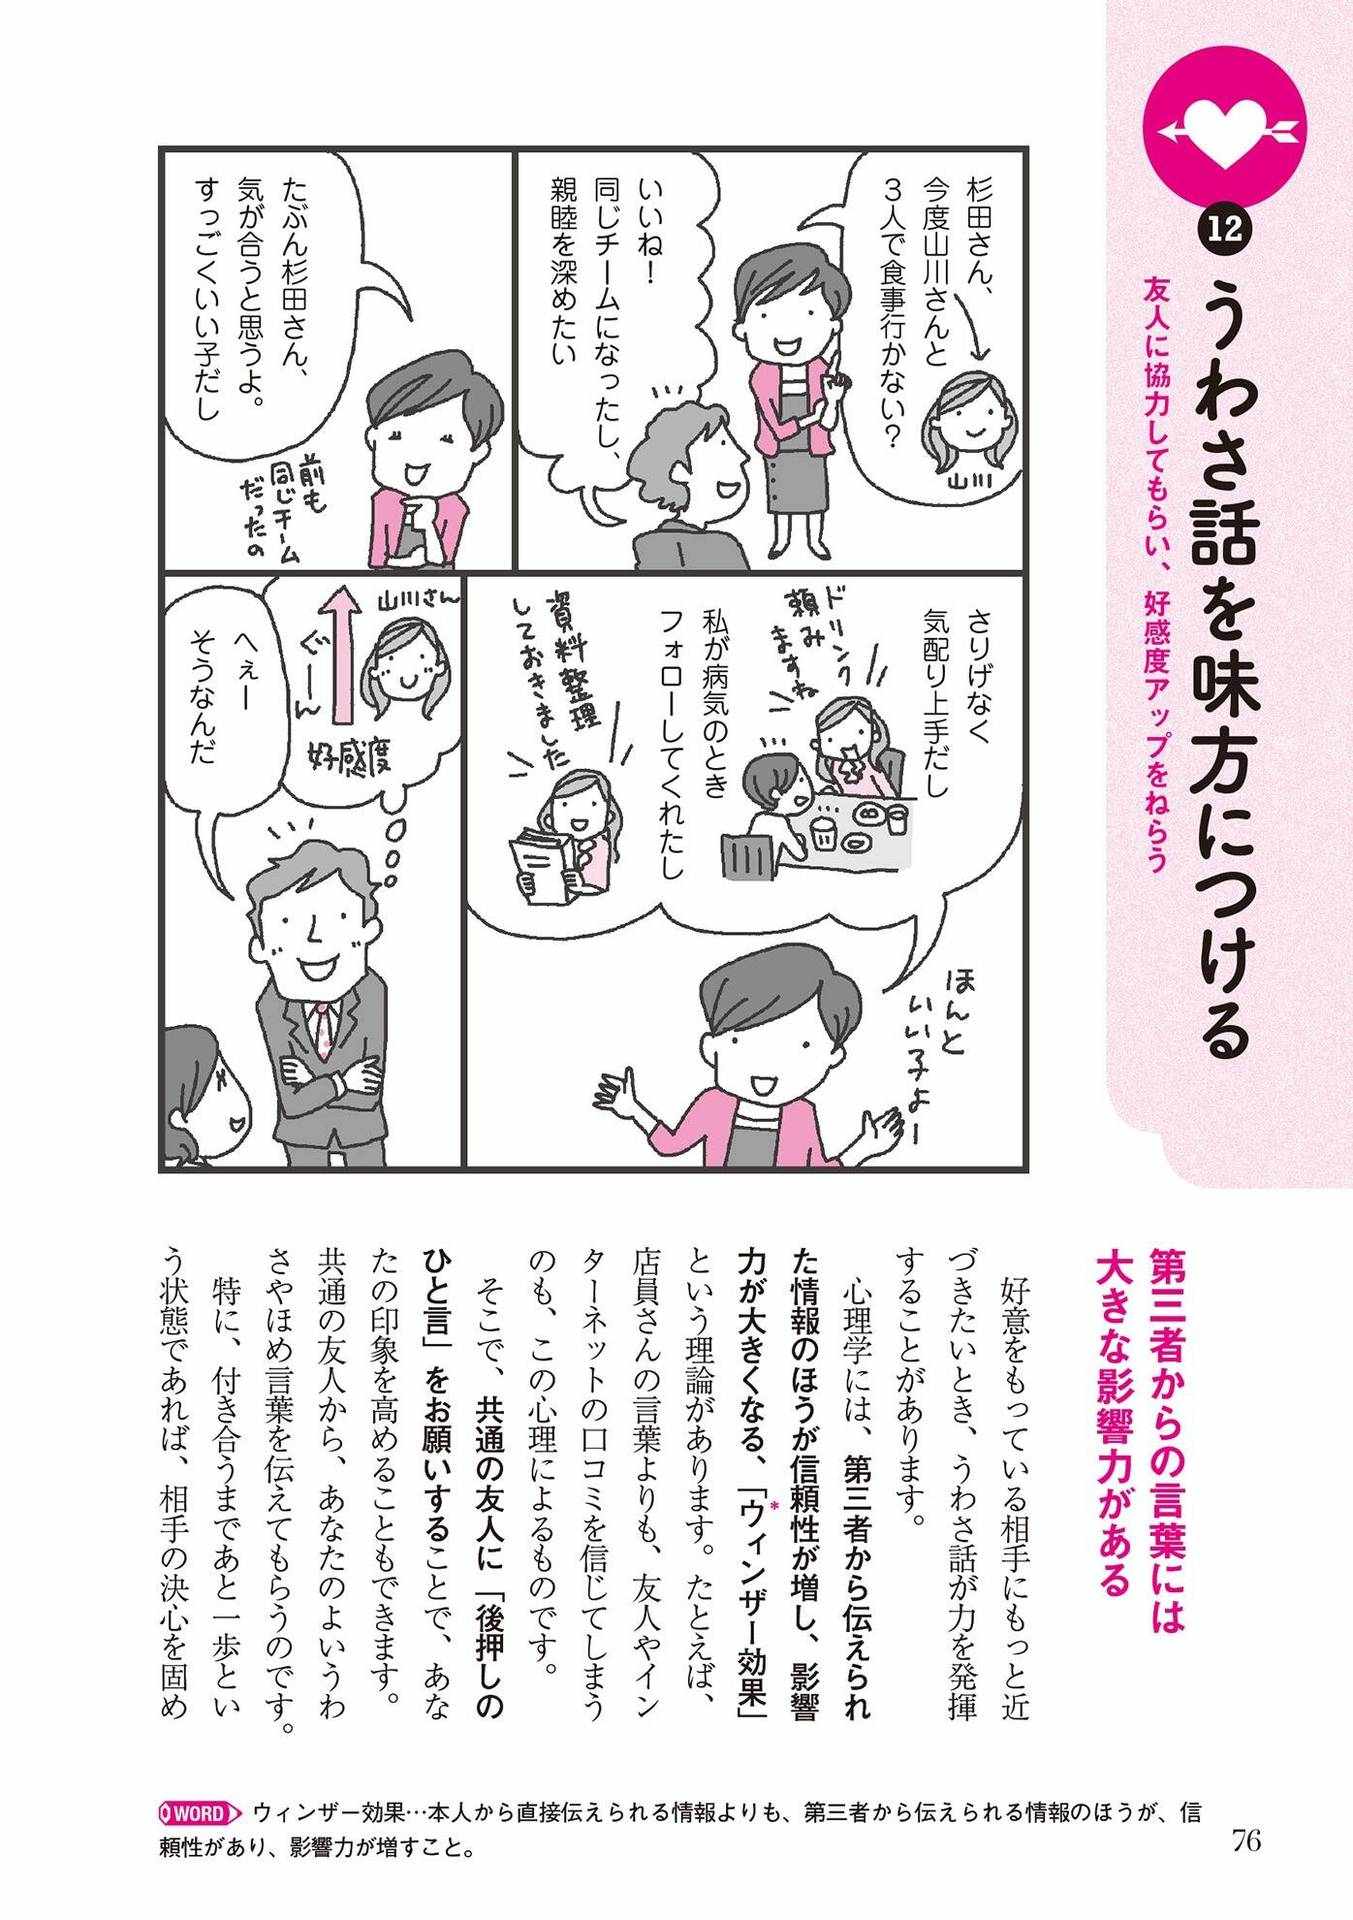 12
うわさ話を味方につける
友人に協力してもらい、好感度アップをねらう
杉田さん、
今度山川さんと
3人で食事行かない？
山川
いいね！
同じチームになったし、
親睦を深めたい
たぶん杉田さん、
気が合うと思うよ。
すっごくいい子だし
前も
同じチーム
だったの
さりげなく
気配り上手だし
ドリンク
頼み
ますね
私が病気のとき
フォローしてくれたし
資料整理
しておきました
ほんと
いい子よー
山川さん
ぐーん
好感度
へぇー
そうなんだ
第三者からの言葉には
大きな影響力がある
好意をもっている相手にもっと近
づきたいとき、うわさ話が力を発揮
することがあります。
心理学には、第三者から伝えられ
た情報のほうが信頼性が増し、影響
力が大きくなる、「ウィンザー効果」
*
という理論があります。たとえば、
店員さんの言葉よりも、友人やイン
ターネットの口コミを信じてしまう
のも、この心理によるものです。
そこで、共通の友人に「後押しの
ひと言」をお願いすることで、あな
たの印象を高めることもできます。
共通の友人から、あなたのよいうわ
さやほめ言葉を伝えてもらうのです。
特に、付き合うまであと一歩とい
う状態であれば、相手の決心を固め
WORD ウィンザー効果…本人から直接伝えられる情報よりも、第三者から伝えられる情報のほうが、信
頼性があり、影響力が増すこと。
76